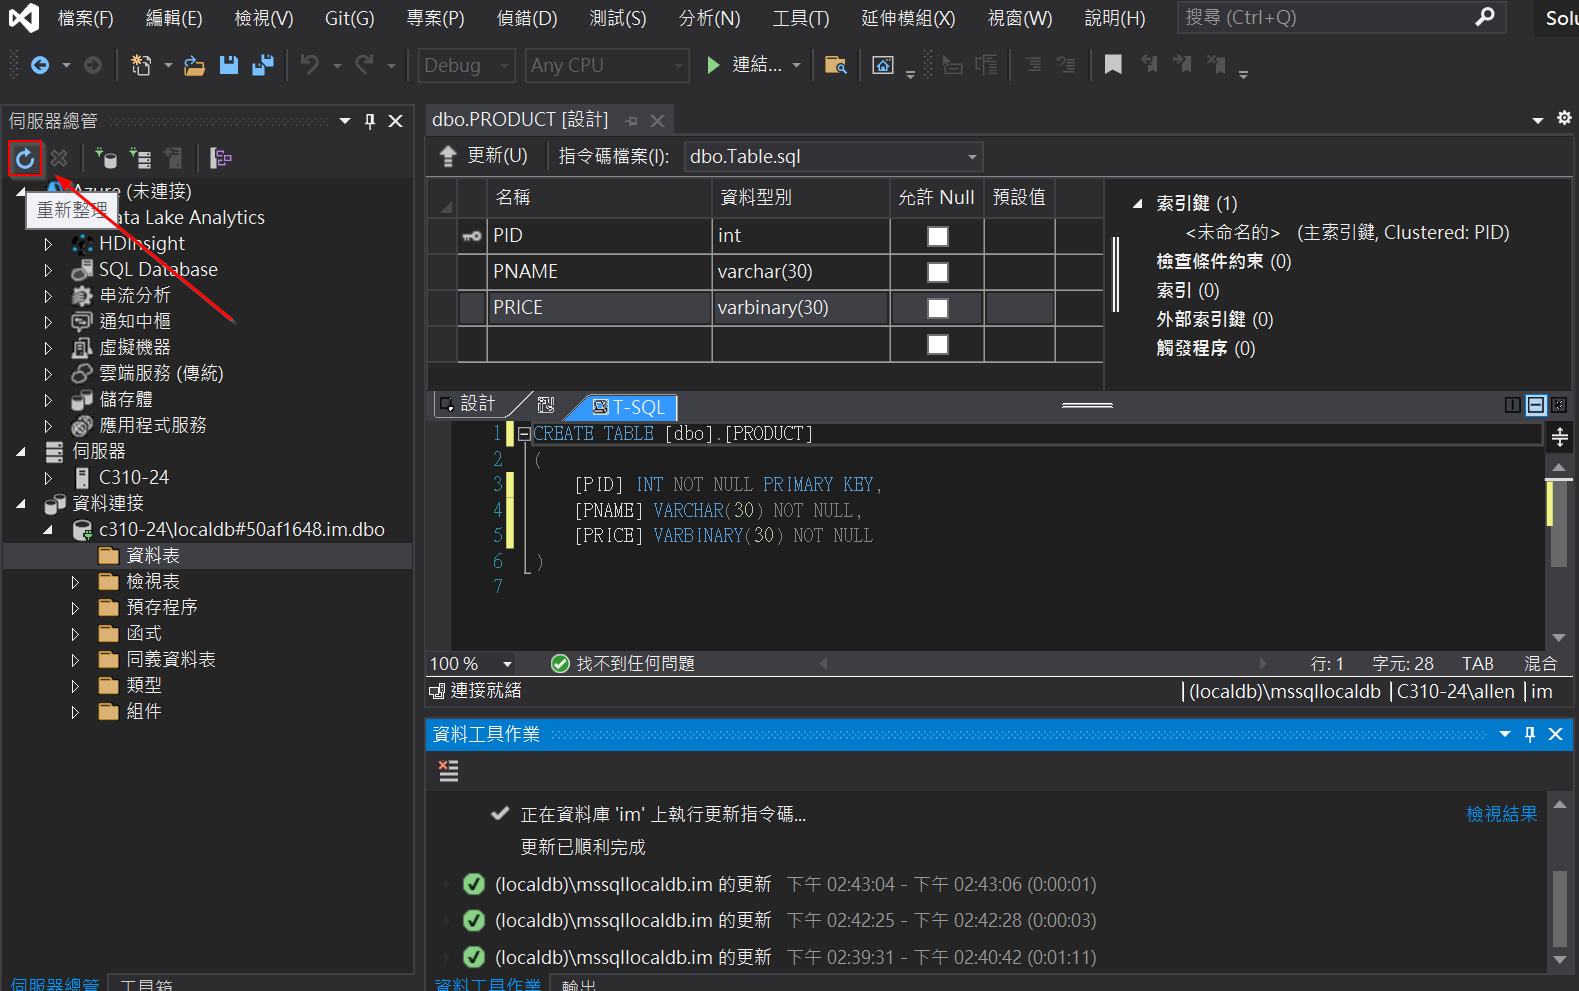 檔案(F) 編輯(E) 檢視(V) Git(G) 專案(P) 偵錯(D) 測試(S) 分析(N) 工具(T) 延伸模組(X) 視窗(W) 說明(H) 搜尋 (Ctrl+Q) Solu
Debug Any CPU 連結...
伺服器總管
Azure (未連接)
重新整理
ata Lake Analytics
HDInsight
SQL Database
串流分析
通知中樞
虛擬機器
雲端服務 (傳統)
儲存體
應用程式服務
伺服器
C310-24
資料連接
c310-24\localdb#50af1648.im.dbo
資料表
檢視表
預存程序
函式
同義資料表
類型
組件
伺服器總管 工具箱
dbo.PRODUCT [設計]
更新(U) 指令碼檔案(I): dbo.Table.sql
名稱 資料型別 允許 Null 預設值
PID int
PNAME varchar(30)
PRICE varbinary(30)
索引鍵 (1)
<未命名的> (主索引鍵, Clustered: PID)
檢查條件約束 (0)
索引 (0)
外部索引鍵 (0)
觸發程序 (0)
設計 T-SQL
1 CREATE TABLE [dbo].[PRODUCT]
2 (
3 [PID] INT NOT NULL PRIMARY KEY,
4 [PNAME] VARCHAR(30) NOT NULL,
5 [PRICE] VARBINARY(30) NOT NULL
6 )
7
100 % 找不到任何問題 行: 1 字元: 28 TAB 混合
連接就緒 |(localdb)\mssqllocaldb |C310-24\allen |im
資料工具作業
正在資料庫 'im' 上執行更新指令碼... 檢視結果
更新已順利完成
(localdb)\mssqllocaldb.im 的更新 下午 02:43:04 - 下午 02:43:06 (0:00:01)
(localdb)\mssqllocaldb.im 的更新 下午 02:42:25 - 下午 02:42:28 (0:00:03)
(localdb)\mssqllocaldb.im 的更新 下午 02:39:31 - 下午 02:40:42 (0:01:11)
資料工具作業 輸出